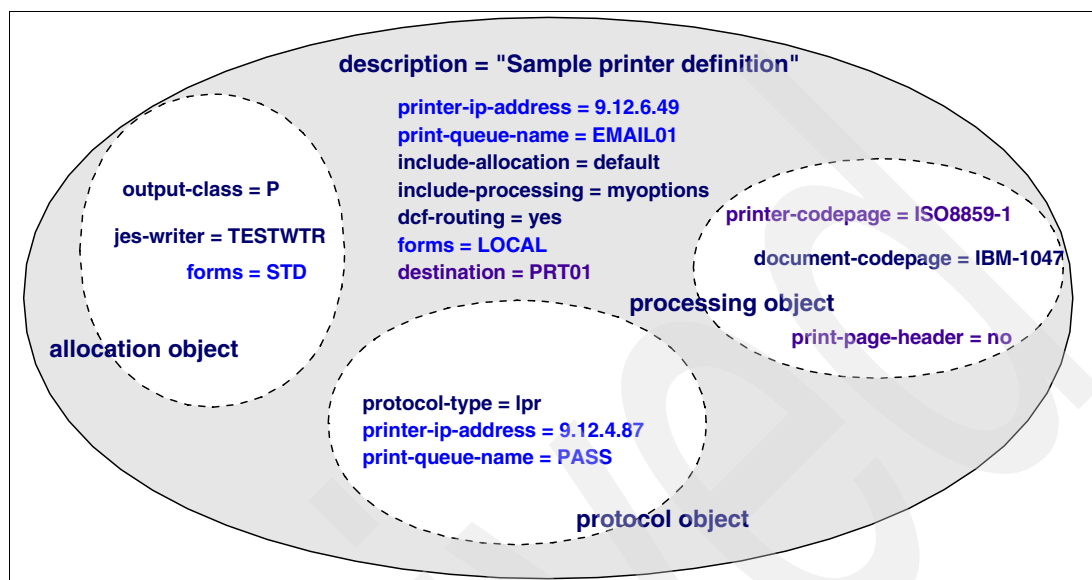 description = "Sample printer definition"
printer-ip-address = 9.12.6.49
print-queue-name = EMAIL01
include-allocation = default
include-processing = myoptions
dcf-routing = yes
forms = LOCAL
destination = PRT01
output-class = P
jes-writer = TESTWTR
forms = STD
allocation object
printer-codepage = ISO8859-1
document-codepage = IBM-1047
processing object
print-page-header = no
protocol-type = lpr
printer-ip-address = 9.12.4.87
print-queue-name = PASS
protocol object